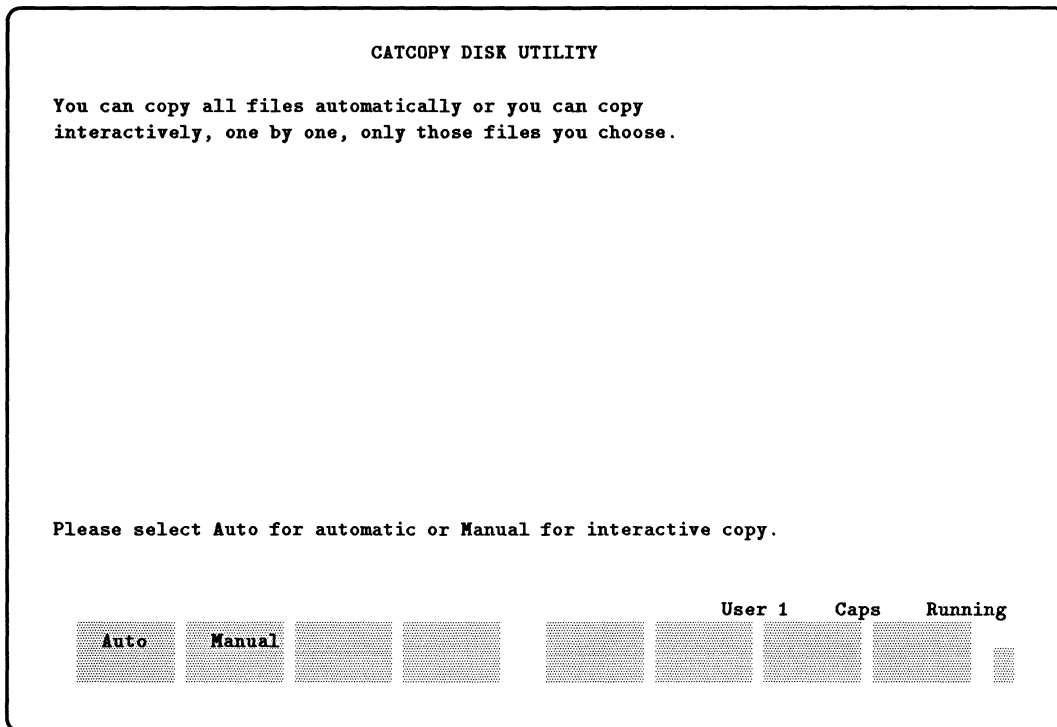 CATCOPY DISK UTILITY
You can copy all files automatically or you can copy
interactively, one by one, only those files you choose.
Please select Auto for automatic or Manual for interactive copy.
User 1 Caps Running
Auto Manual